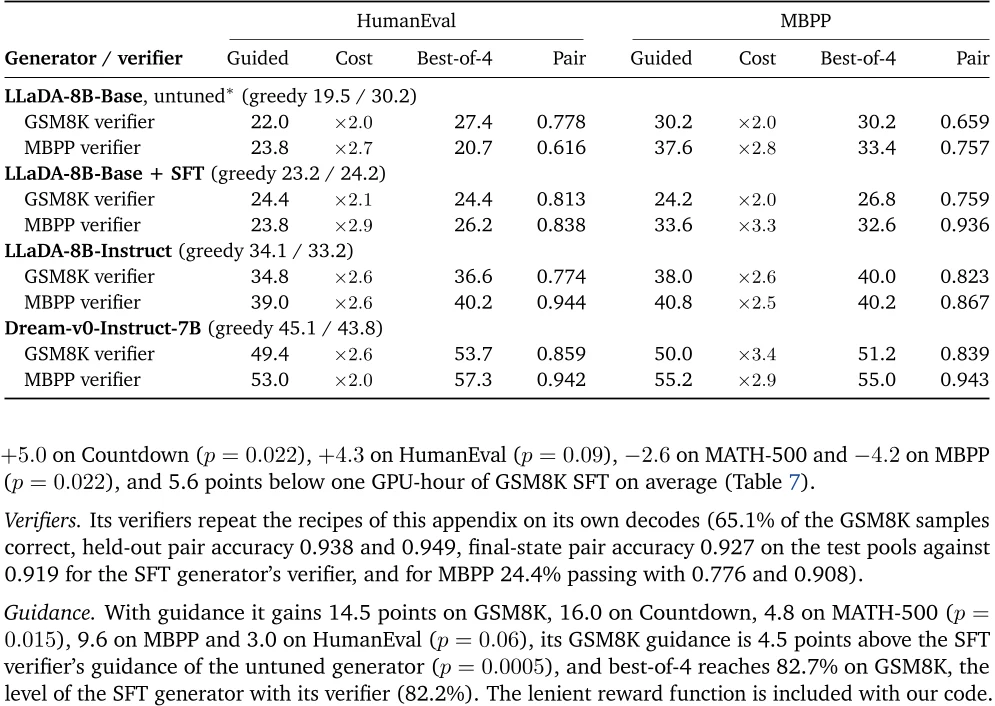 HumanEval MBPP
Generator / verifier Guided Cost Best-of-4 Pair Guided Cost Best-of-4 Pair
LLaDA-8B-Base, untuned* (greedy 19.5 / 30.2)
GSM8K verifier 22.0 ×2.0 27.4 0.778 30.2 ×2.0 30.2 0.659
MBPP verifier 23.8 ×2.7 20.7 0.616 37.6 ×2.8 33.4 0.757
LLaDA-8B-Base + SFT (greedy 23.2 / 24.2)
GSM8K verifier 24.4 ×2.1 24.4 0.813 24.2 ×2.0 26.8 0.759
MBPP verifier 23.8 ×2.9 26.2 0.838 33.6 ×3.3 32.6 0.936
LLaDA-8B-Instruct (greedy 34.1 / 33.2)
GSM8K verifier 34.8 ×2.6 36.6 0.774 38.0 ×2.6 40.0 0.823
MBPP verifier 39.0 ×2.6 40.2 0.944 40.8 ×2.5 40.2 0.867
Dream-v0-Instruct-7B (greedy 45.1 / 43.8)
GSM8K verifier 49.4 ×2.6 53.7 0.859 50.0 ×3.4 51.2 0.839
MBPP verifier 53.0 ×2.0 57.3 0.942 55.2 ×2.9 55.0 0.943
+5.0 on Countdown (p = 0.022), +4.3 on HumanEval (p = 0.09), −2.6 on MATH-500 and −4.2 on MBPP
(p = 0.022), and 5.6 points below one GPU-hour of GSM8K SFT on average (Table 7).
Verifiers. Its verifiers repeat the recipes of this appendix on its own decodes (65.1% of the GSM8K samples
correct, held-out pair accuracy 0.938 and 0.949, final-state pair accuracy 0.927 on the test pools against
0.919 for the SFT generator's verifier, and for MBPP 24.4% passing with 0.776 and 0.908).
Guidance. With guidance it gains 14.5 points on GSM8K, 16.0 on Countdown, 4.8 on MATH-500 (p =
0.015), 9.6 on MBPP and 3.0 on HumanEval (p = 0.06), its GSM8K guidance is 4.5 points above the SFT
verifier's guidance of the untuned generator (p = 0.0005), and best-of-4 reaches 82.7% on GSM8K, the
level of the SFT generator with its verifier (82.2%). The lenient reward function is included with our code.